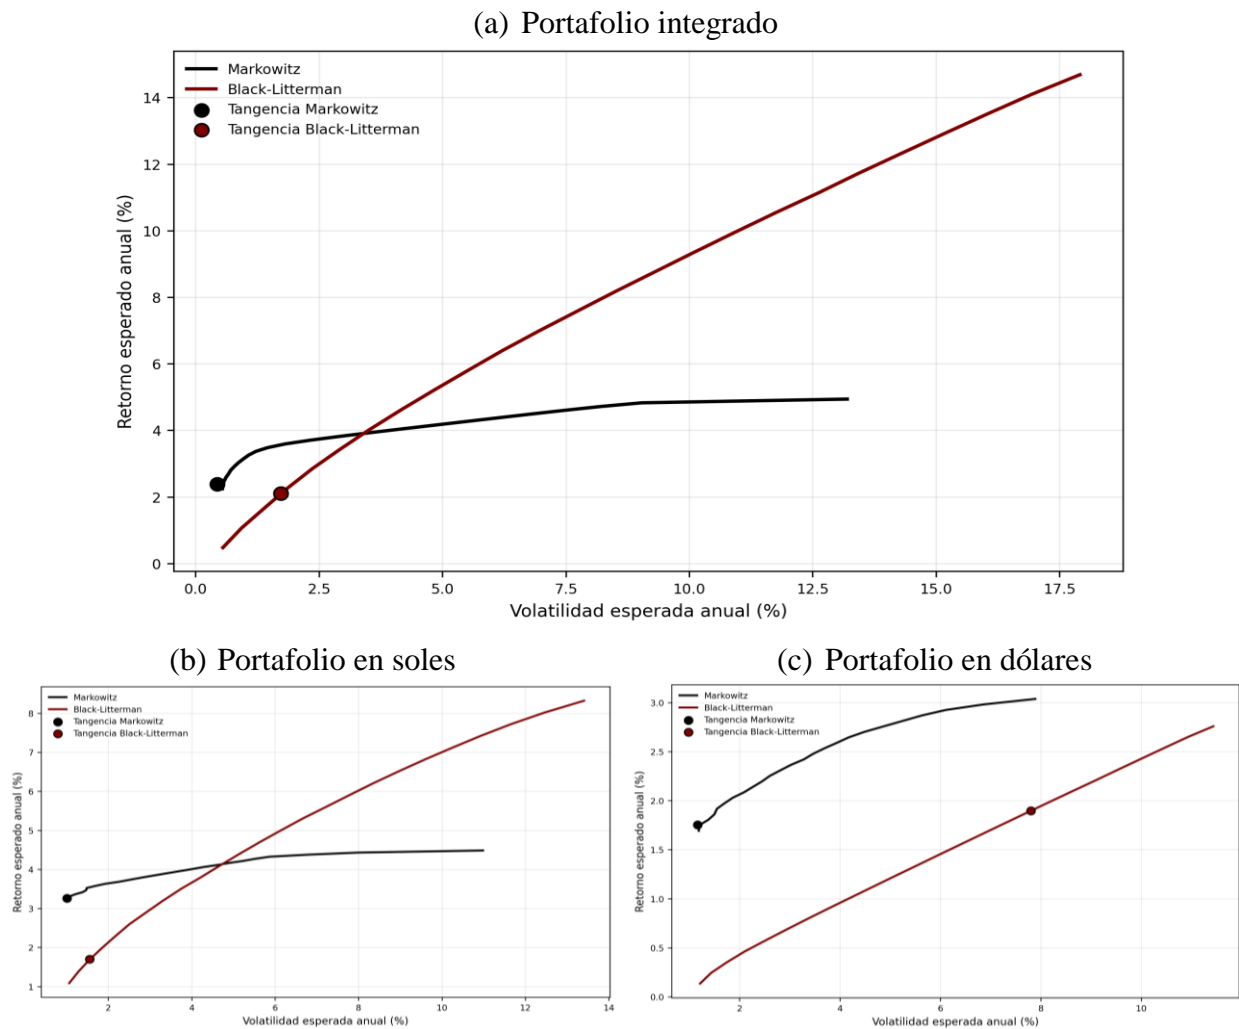 (a) Portafolio integrado
Markowitz
Black-Litterman
Tangencia Markowitz
Tangencia Black-Litterman
Retorno esperado anual (%)
14
12
10
8
6
4
2
0
0.0 2.5 5.0 7.5 10.0 12.5 15.0 17.5
Volatilidad esperada anual (%)
(b) Portafolio en soles
Markowitz
Black-Litterman
Tangencia Markowitz
Tangencia Black-Litterman
Retorno esperado anual (%)
8
7
6
5
4
3
2
1
2 4 6 8 10 12 14
Volatilidad esperada anual (%)
(c) Portafolio en dólares
Markowitz
Black-Litterman
Tangencia Markowitz
Tangencia Black-Litterman
Retorno esperado anual (%)
3.0
2.5
2.0
1.5
1.0
0.5
0.0
2 4 6 8 10
Volatilidad esperada anual (%)